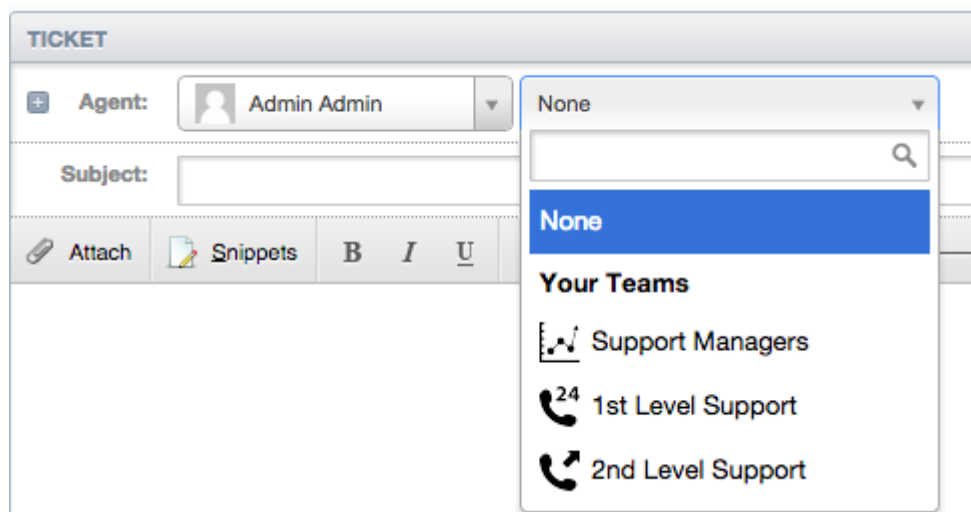 TICKET
Agent: Admin Admin None
Subject:
None
Attach Snippets B I U
Your Teams
Support Managers
24 1st Level Support
2nd Level Support